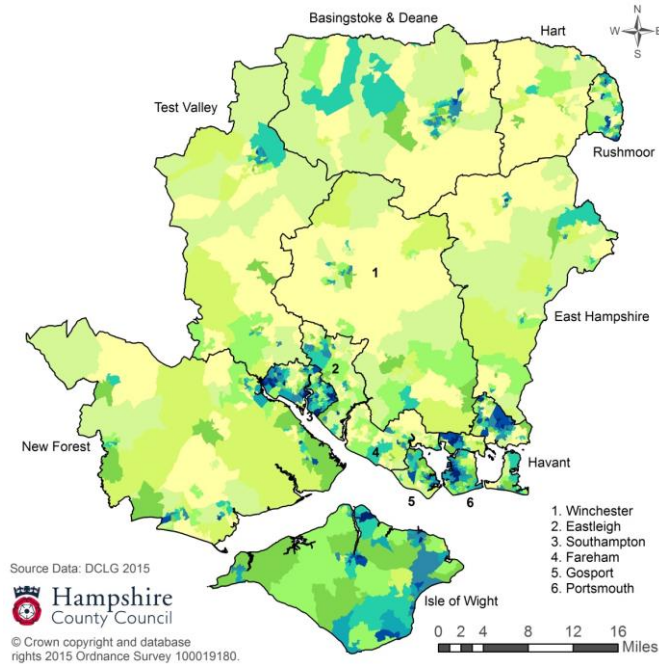 Basingstoke & Deane
Hart
N
W E
S
Test Valley
Rushmoor
1
East Hampshire
2
3
New Forest
4
Havant
5
6
1. Winchester
2. Eastleigh
3. Southampton
4. Fareham
5. Gosport
6. Portsmouth
Source Data: DCLG 2015
Hampshire
County Council
Isle of Wight
© Crown copyright and database
rights 2015 Ordnance Survey 100019180.
0 2 4 8 12 16
Miles